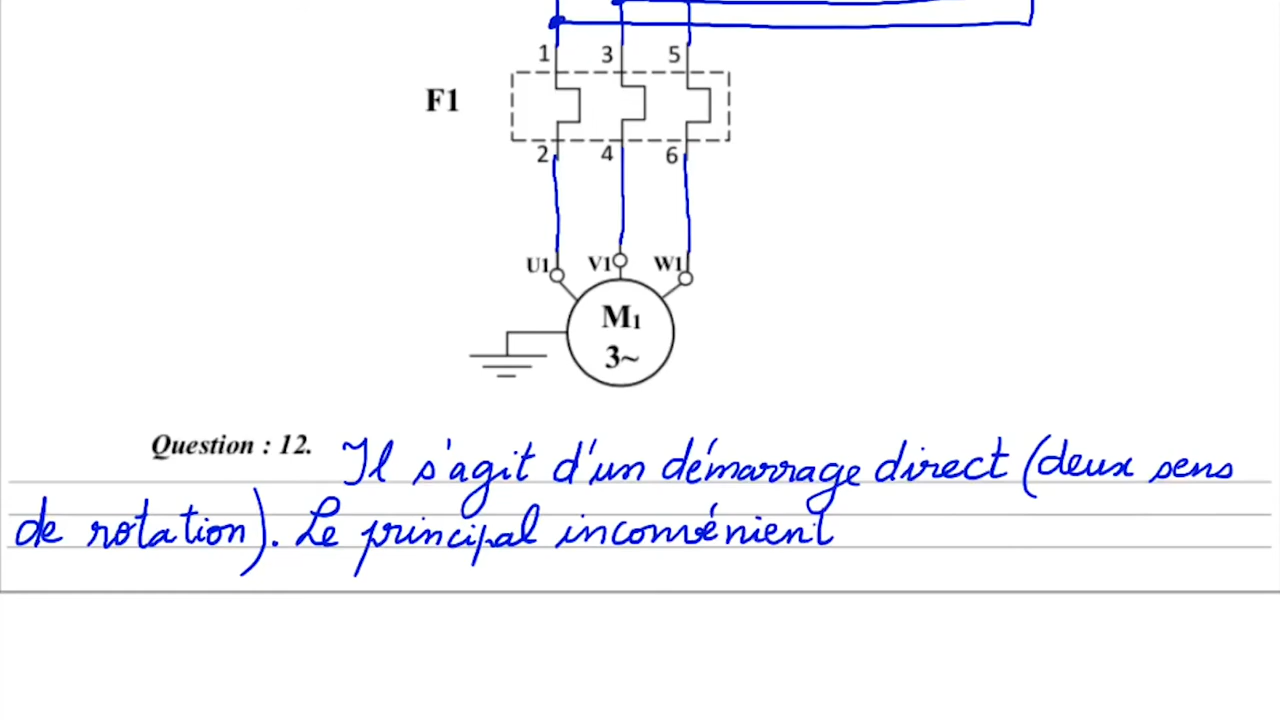 1 3 5
F1
2 4 6
U1 V1 W1
M1
3~
Question : 12. Il s'agit d'un démarrage direct (deux sens
de rotation). Le principal inconvénient